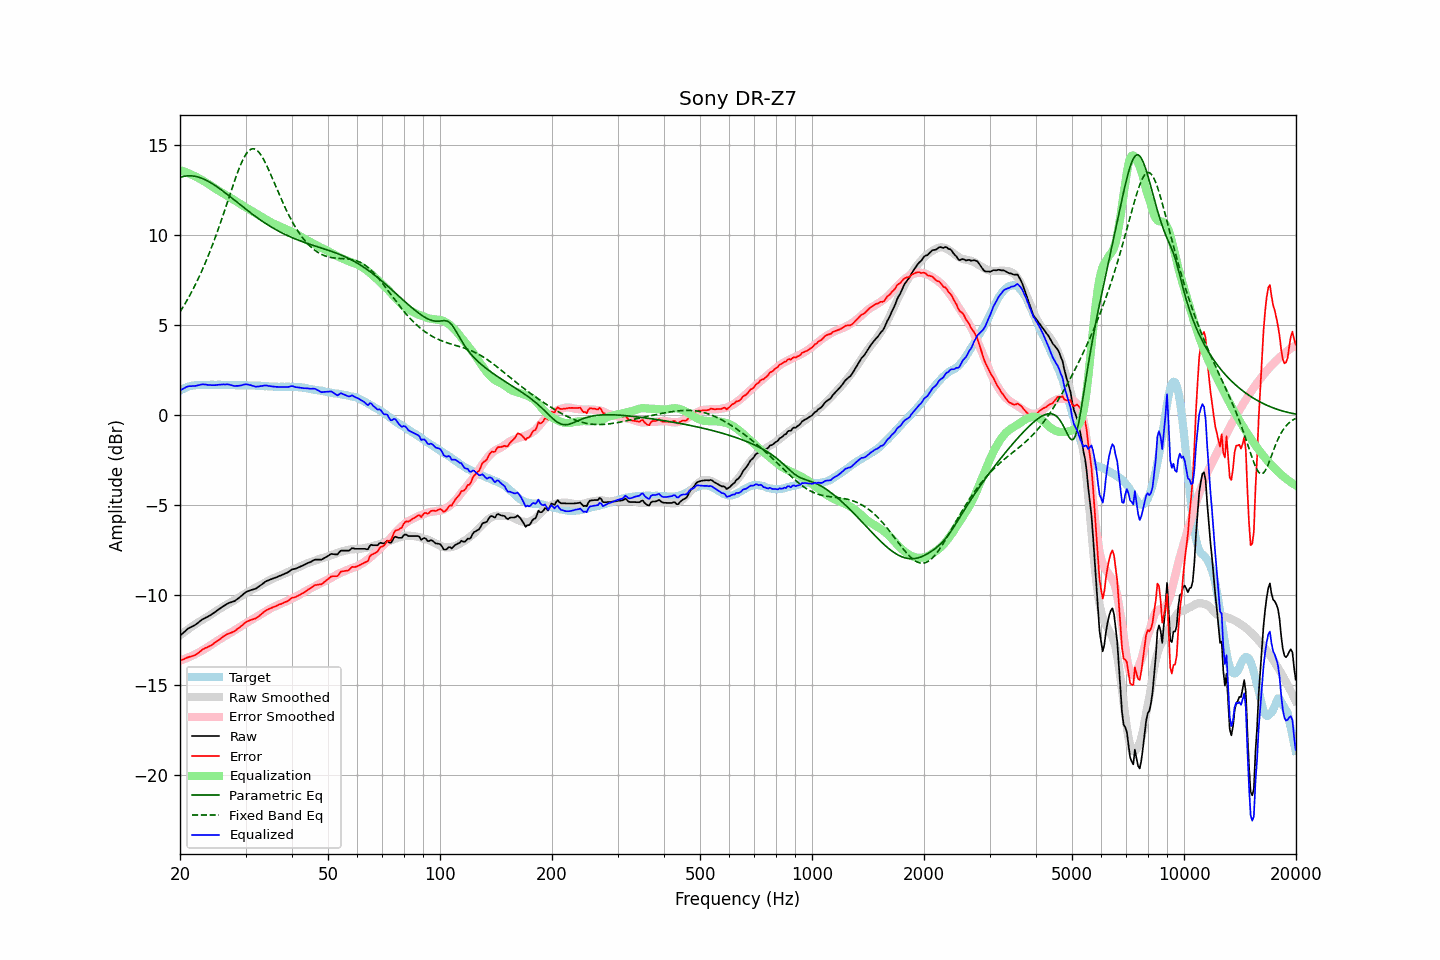 Sony DR-Z7
Amplitude (dBr)
15
10
5
0
−5
−10
−15
−20
Target
Raw Smoothed
Error Smoothed
Raw
Error
Equalization
Parametric Eq
Fixed Band Eq
Equalized
20 50 100 200 500 1000 2000 5000 10000 20000
Frequency (Hz)